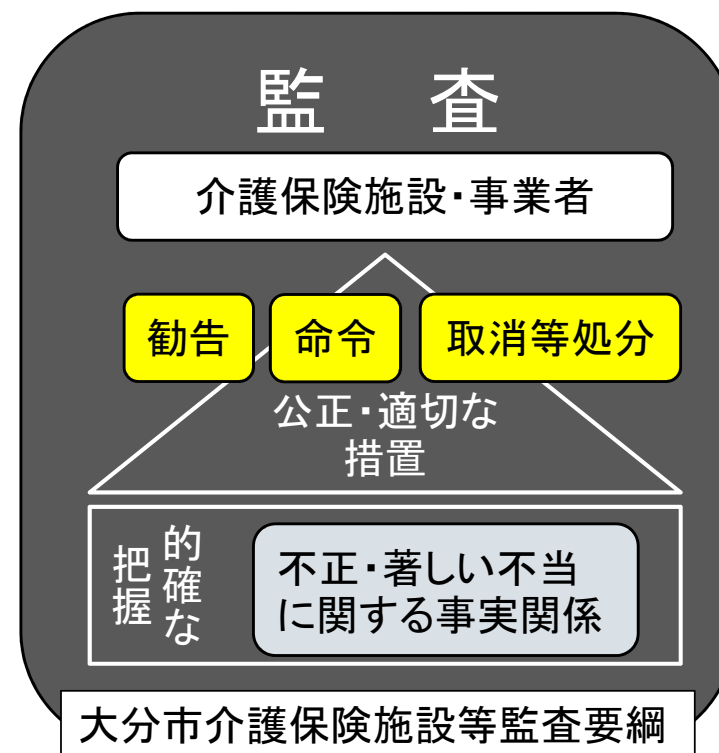 監 査
介護保険施設・事業者
勧告
命令
取消等処分
公正・適切な
措置
的確な
把握
不正・著しい不当
に関する事実関係
大分市介護保険施設等監査要綱